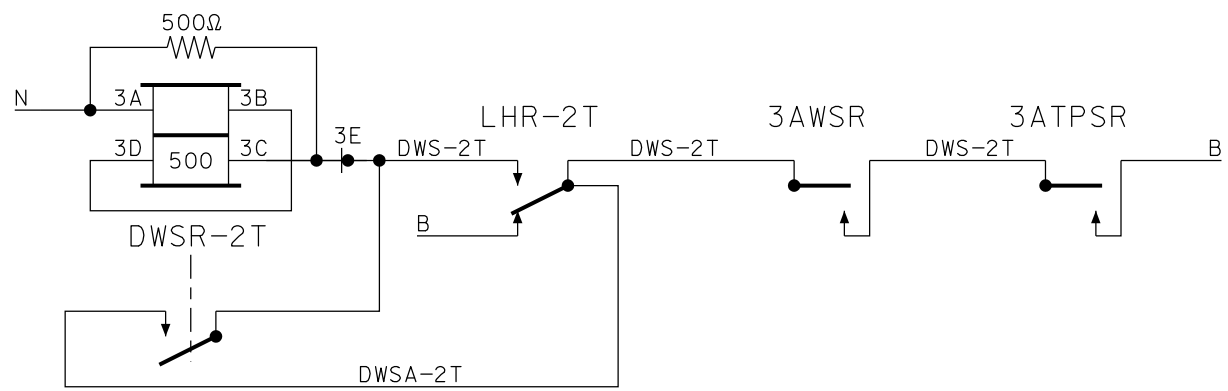 500Ω
N
3A
3B
LHR-2T
3AWSR
3ATPSR
3D
500
3C
3E
DWS-2T
DWS-2T
DWS-2T
B
B
DWSR-2T
DWSA-2T